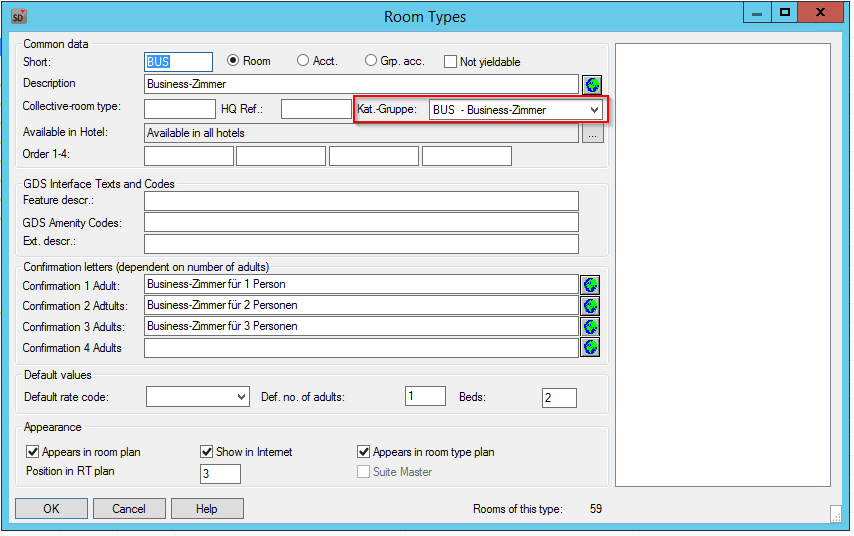 SD
Room Types
Common data
Short: BUS Room Acct. Grp. acc. Not yieldable
Description Business-Zimmer
Collective-room type: HQ Ref.: Kat.-Gruppe: BUS - Business-Zimmer
Available in Hotel: Available in all hotels ...
Order 1-4:
GDS Interface Texts and Codes
Feature descr.:
GDS Amenity Codes:
Ext. descr.:
Confirmation letters (dependent on number of adults)
Confirmation 1 Adult: Business-Zimmer für 1 Person
Confirmation 2 Adtults: Business-Zimmer für 2 Personen
Confirmation 3 Adults: Business-Zimmer für 3 Personen
Confirmation 4 Adults
Default values
Default rate code: Def. no. of adults: 1 Beds: 2
Appearance
Appears in room plan Show in Internet Appears in room type plan
Position in RT plan 3 Suite Master
OK Cancel Help Rooms of this type: 59